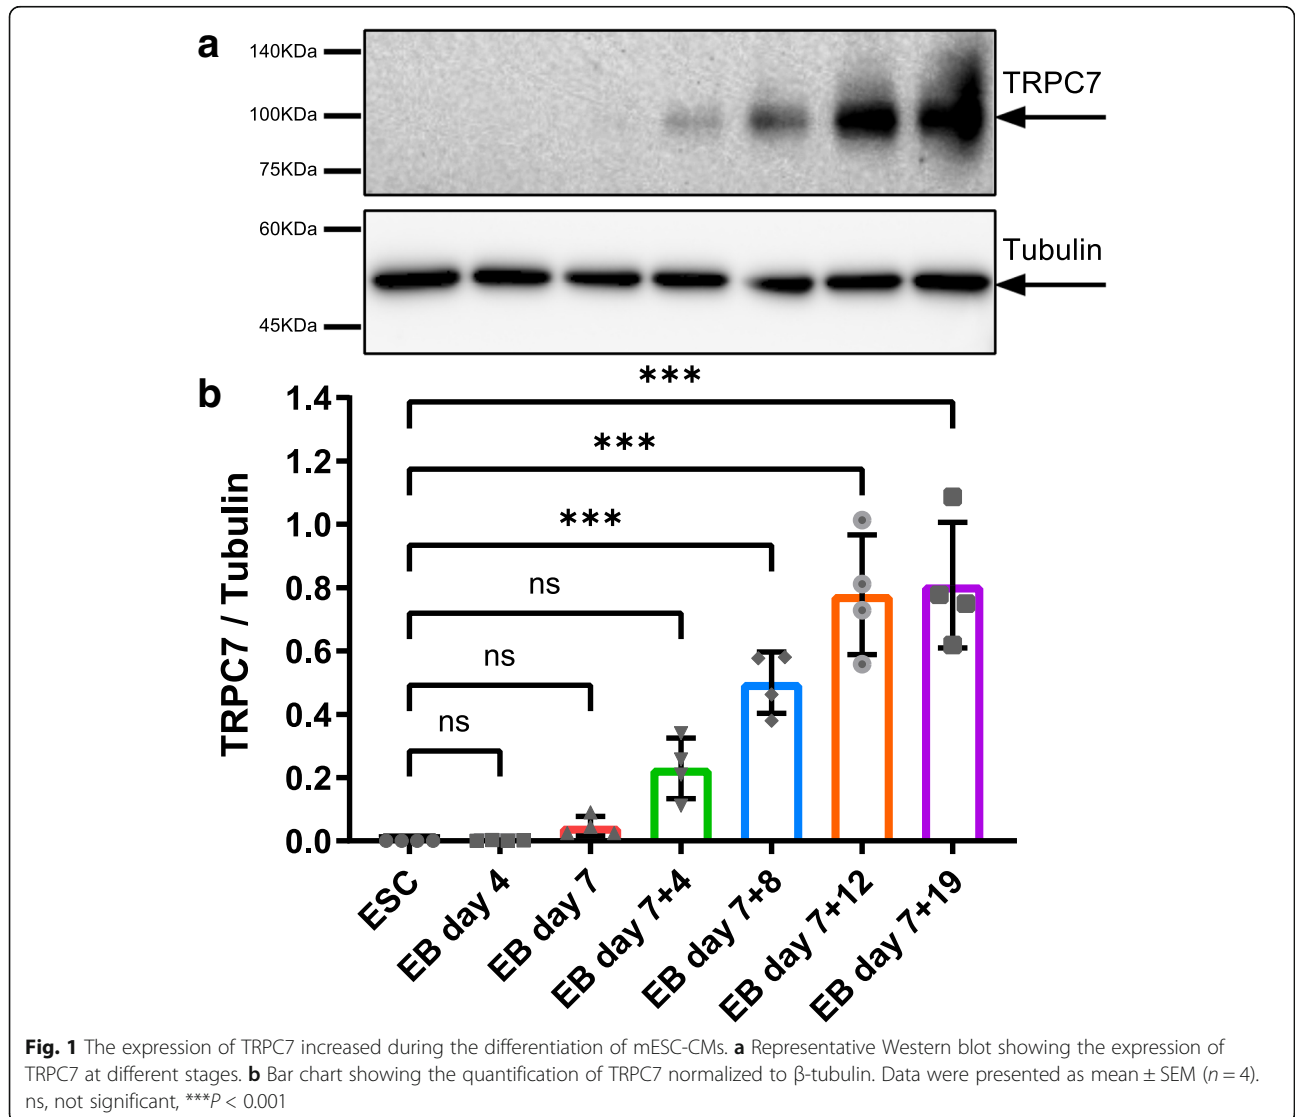 a
140KDa
100KDa
75KDa
TRPC7
60KDa
45KDa
Tubulin
b
***
***
***
ns
ns
ns
TRPC7 / Tubulin
1.4
1.2
1.0
0.8
0.6
0.4
0.2
0.0
ESC
EB day 4
EB day 7
EB day 7+4
EB day 7+8
EB day 7+12
EB day 7+19
Fig. 1 The expression of TRPC7 increased during the differentiation of mESC-CMs. a Representative Western blot showing the expression of
TRPC7 at different stages. b Bar chart showing the quantification of TRPC7 normalized to β-tubulin. Data were presented as mean ± SEM (n = 4).
ns, not significant, ***P < 0.001